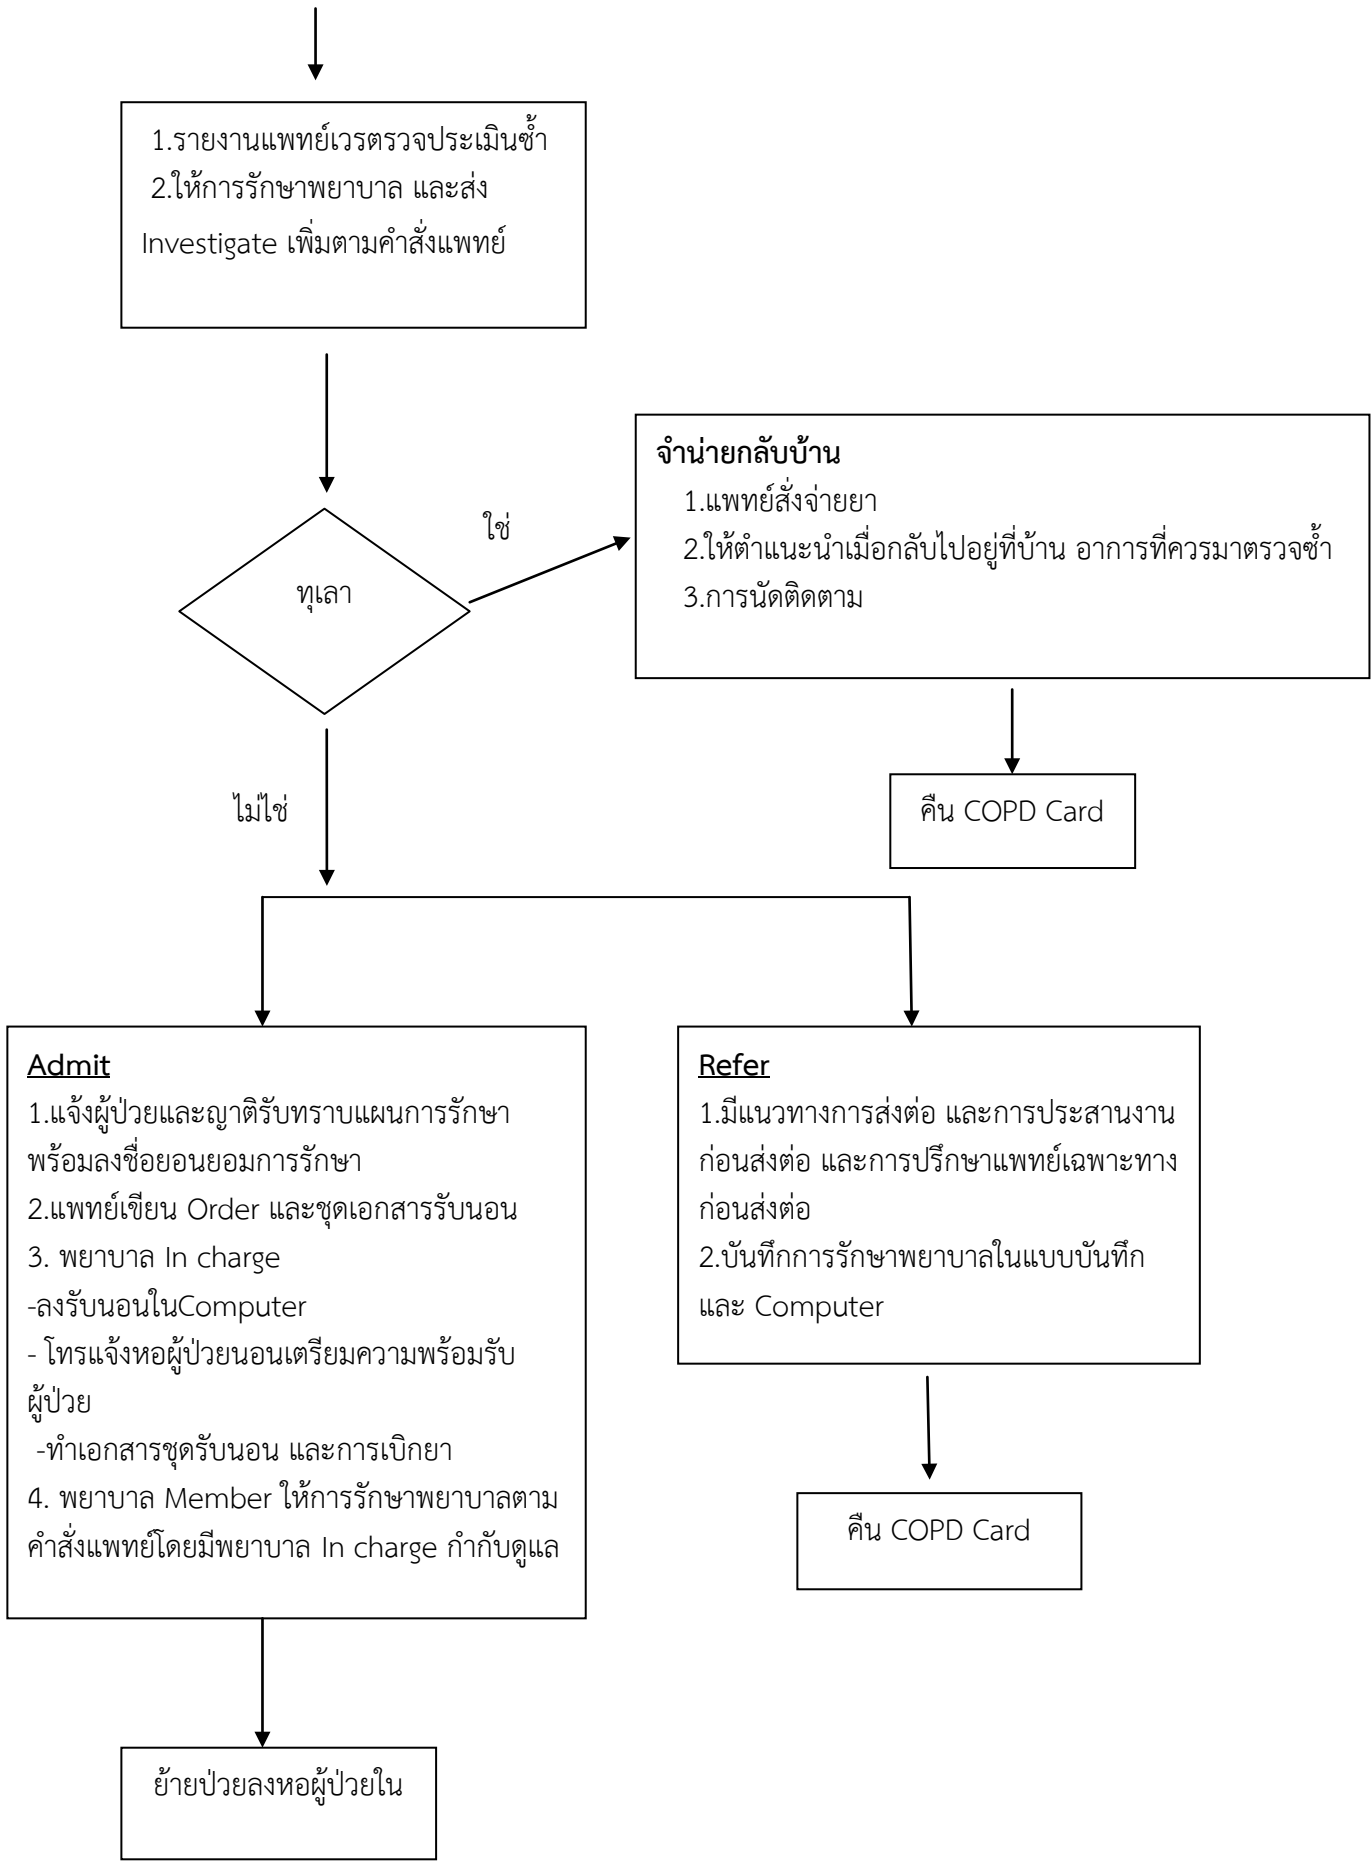 1.รายงานแพทย์เวรตรวจประเมินซ้ำ
2.ให้การรักษาพยาบาล และส่ง
Investigate เพิ่มตามคำสั่งแพทย์
จำน่ายกลับบ้าน
1.แพทย์สั่งจ่ายยา
2.ให้ตำแนะนำเมื่อกลับไปอยู่ที่บ้าน อาการที่ควรมาตรวจซ้ำ
3.การนัดติดตาม
ใช่
ทุเลา
ไม่ใช่
คืน COPD Card
Admit
1.แจ้งผู้ป่วยและญาติรับทราบแผนการรักษา
พร้อมลงชื่อยอนยอมการรักษา
2.แพทย์เขียน Order และชุดเอกสารรับนอน
3. พยาบาล In charge
-ลงรับนอนในComputer
- โทรแจ้งหอผู้ป่วยนอนเตรียมความพร้อมรับ
ผู้ป่วย
-ทำเอกสารชุดรับนอน และการเบิกยา
4. พยาบาล Member ให้การรักษาพยาบาลตาม
คำสั่งแพทย์โดยมีพยาบาล In charge กำกับดูแล
Refer
1.มีแนวทางการส่งต่อ และการประสานงาน
ก่อนส่งต่อ และการปรึกษาแพทย์เฉพาะทาง
ก่อนส่งต่อ
2.บันทึกการรักษาพยาบาลในแบบบันทึก
และ Computer
คืน COPD Card
ย้ายป่วยลงหอผู้ป่วยใน